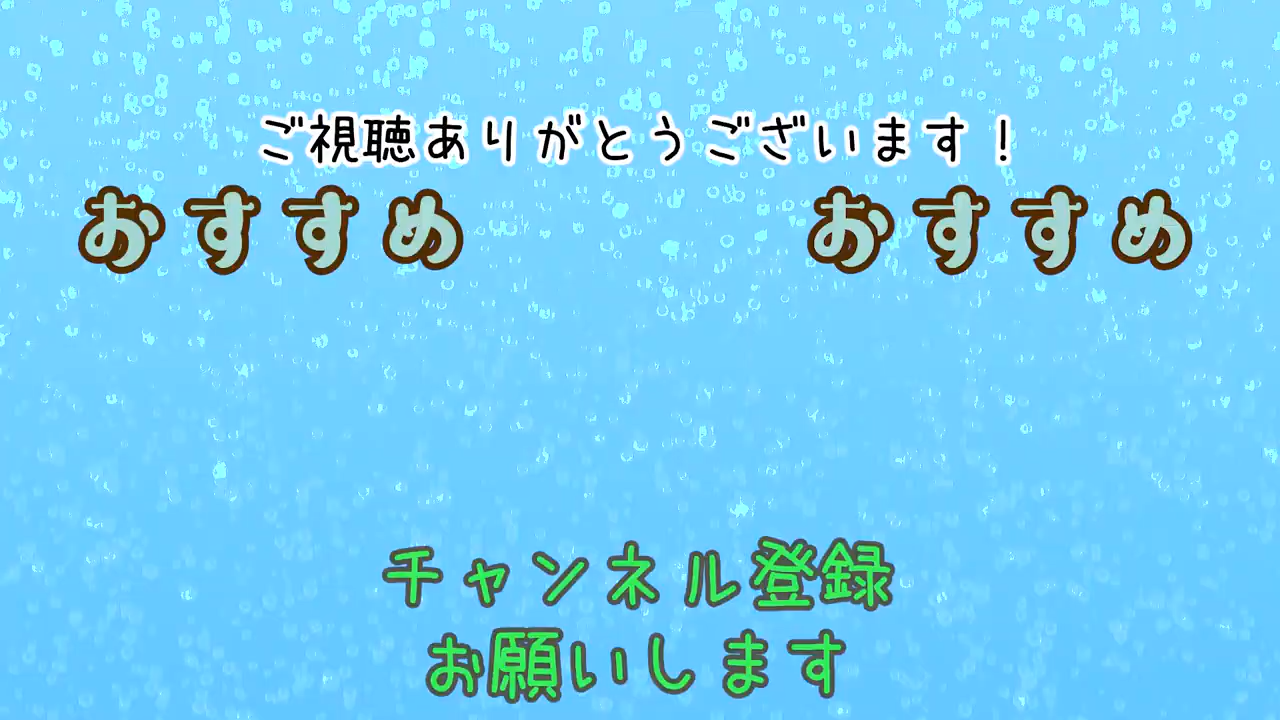 ご視聴ありがとうございます！
おすすめ おすすめ
チャンネル登録
お願いします